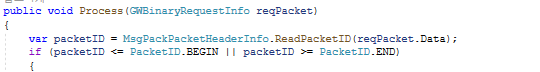 public void Process(GWBinaryRequestInfo reqPacket)
{
var packetID = MsgPackPacketHeaderInfo.ReadPacketID(reqPacket.Data);
if (packetID <= PacketID.BEGIN || packetID >= PacketID.END)
{